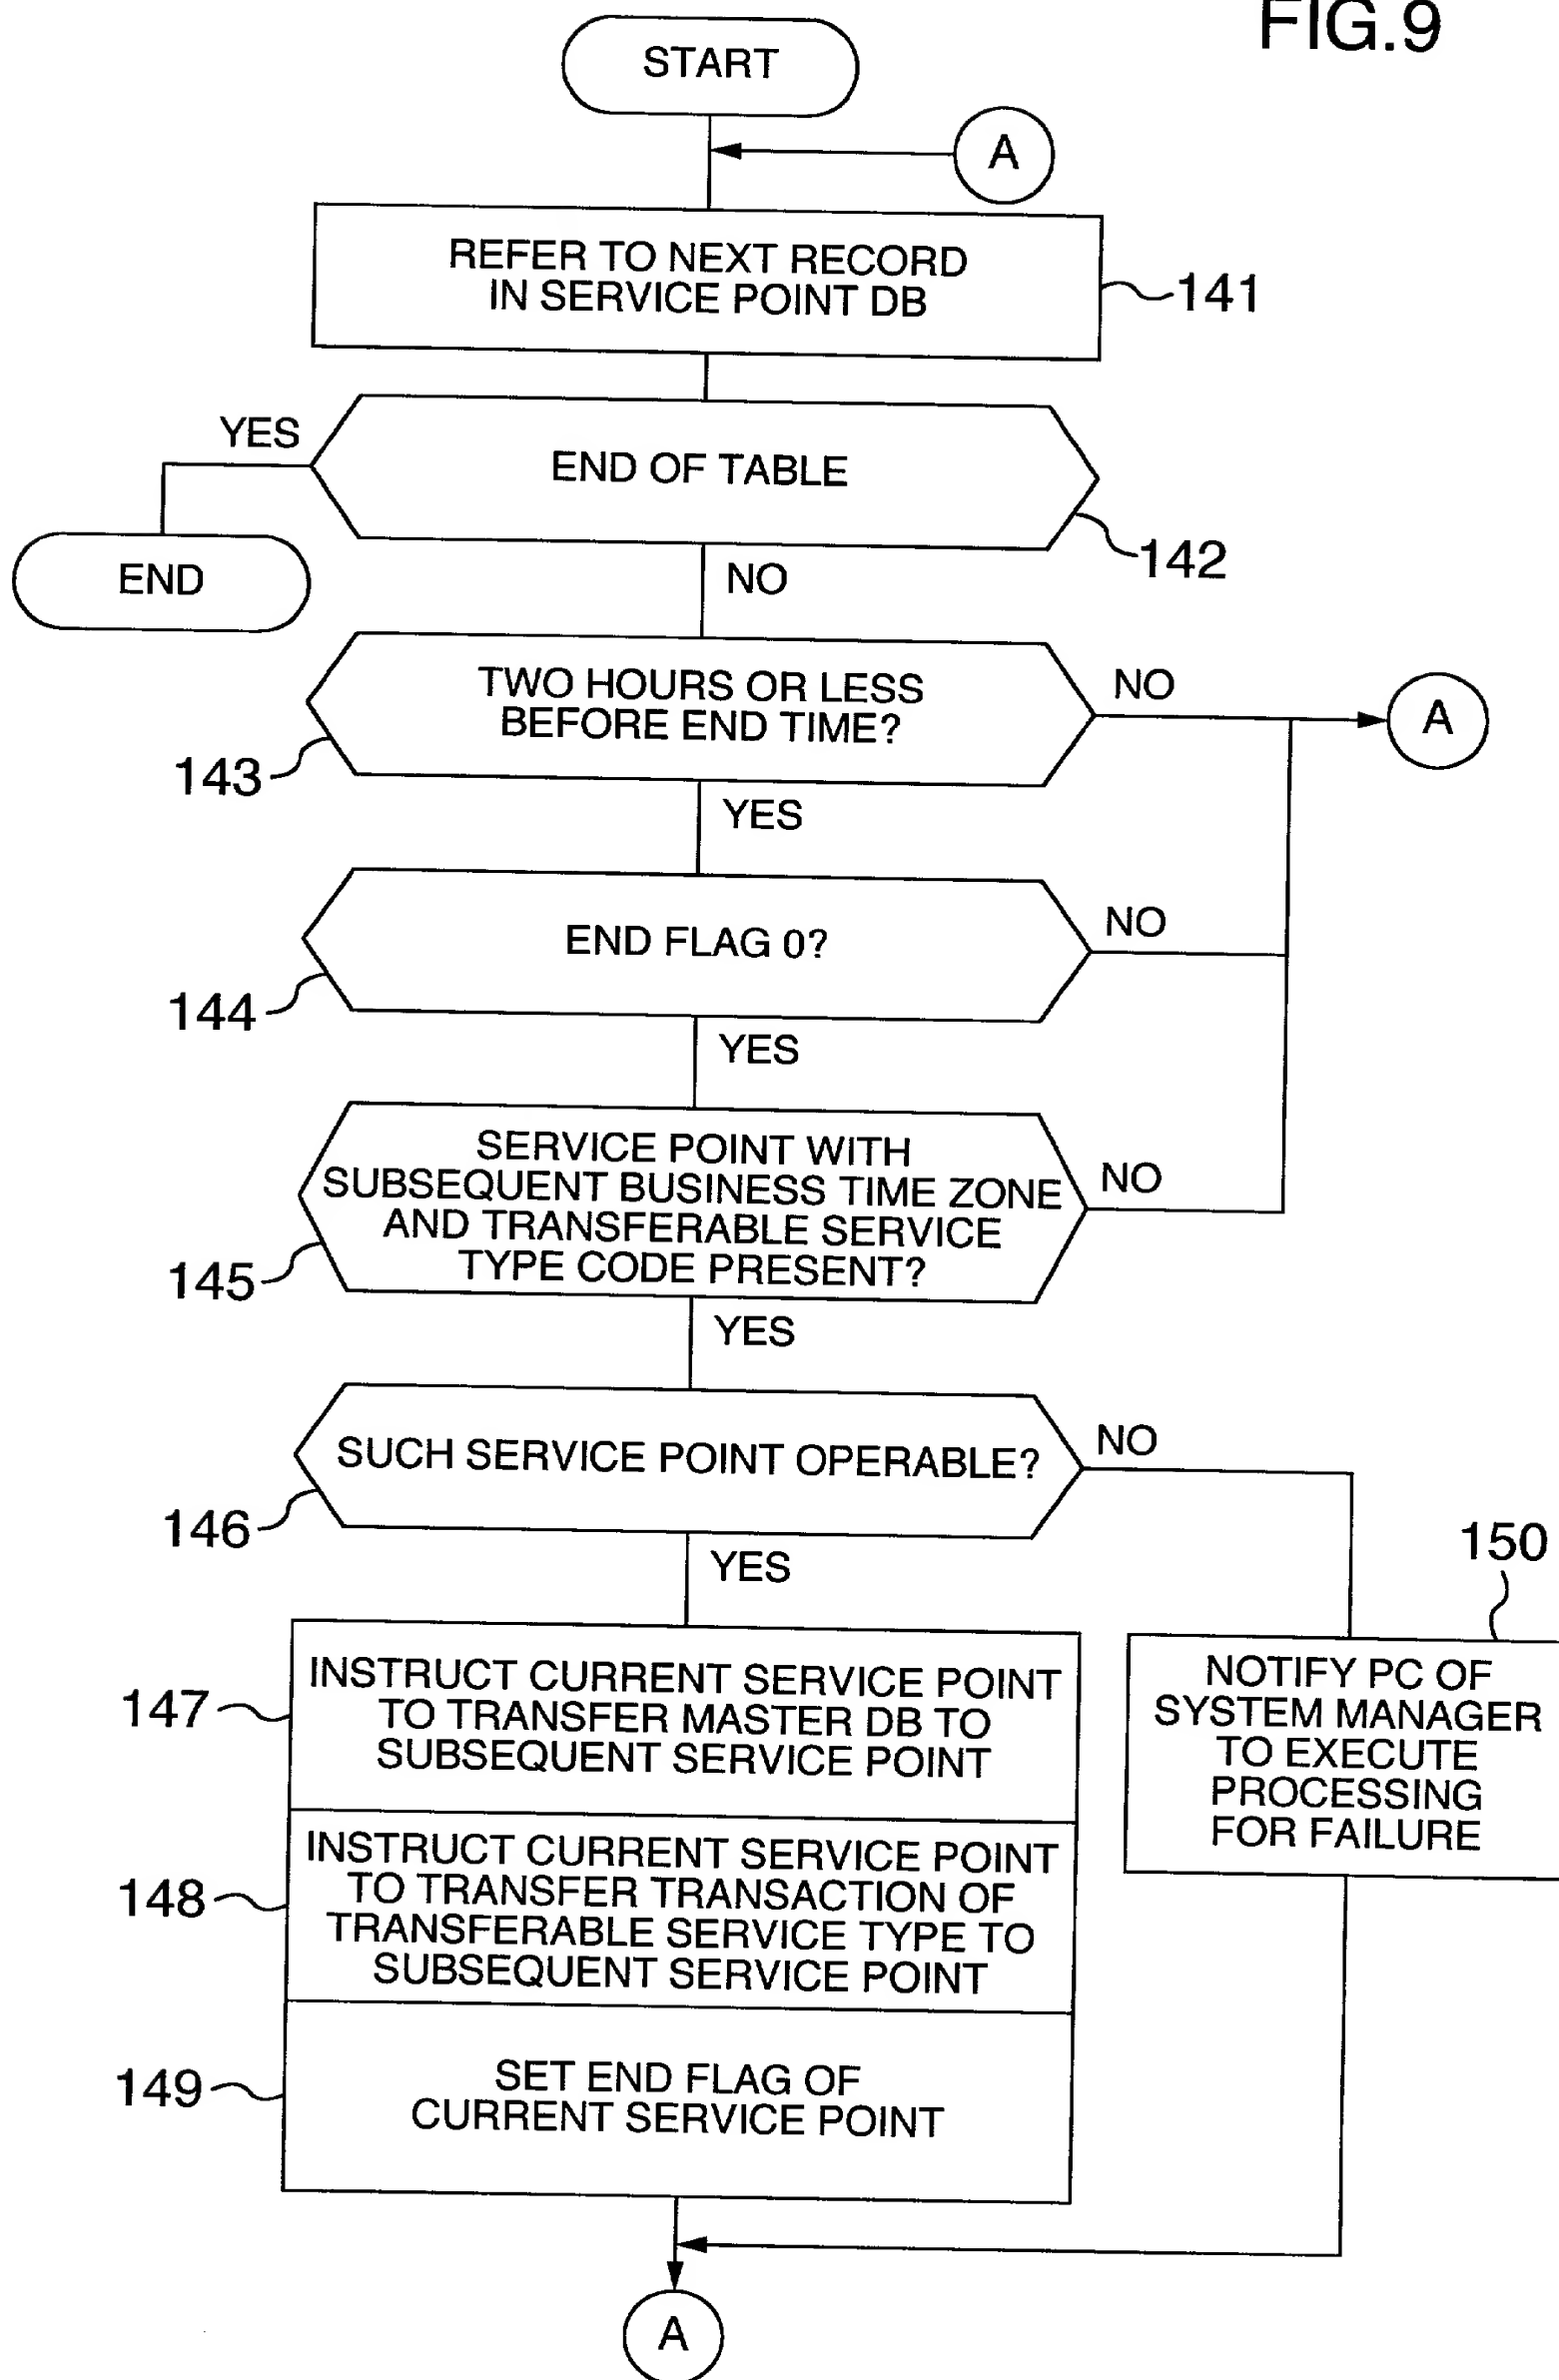 FIG.9
START
A
REFER TO NEXT RECORD
IN SERVICE POINT DB
141
YES
END OF TABLE
142
END
NO
TWO HOURS OR LESS
BEFORE END TIME?
NO
A
143
YES
END FLAG 0?
NO
144
YES
SERVICE POINT WITH
SUBSEQUENT BUSINESS TIME ZONE
AND TRANSFERABLE SERVICE
TYPE CODE PRESENT?
NO
145
YES
SUCH SERVICE POINT OPERABLE?
NO
146
YES
150
INSTRUCT CURRENT SERVICE POINT
TO TRANSFER MASTER DB TO
SUBSEQUENT SERVICE POINT
147
NOTIFY PC OF
SYSTEM MANAGER
TO EXECUTE
PROCESSING
FOR FAILURE
INSTRUCT CURRENT SERVICE POINT
TO TRANSFER TRANSACTION OF
TRANSFERABLE SERVICE TYPE TO
SUBSEQUENT SERVICE POINT
148
SET END FLAG OF
CURRENT SERVICE POINT
149
A